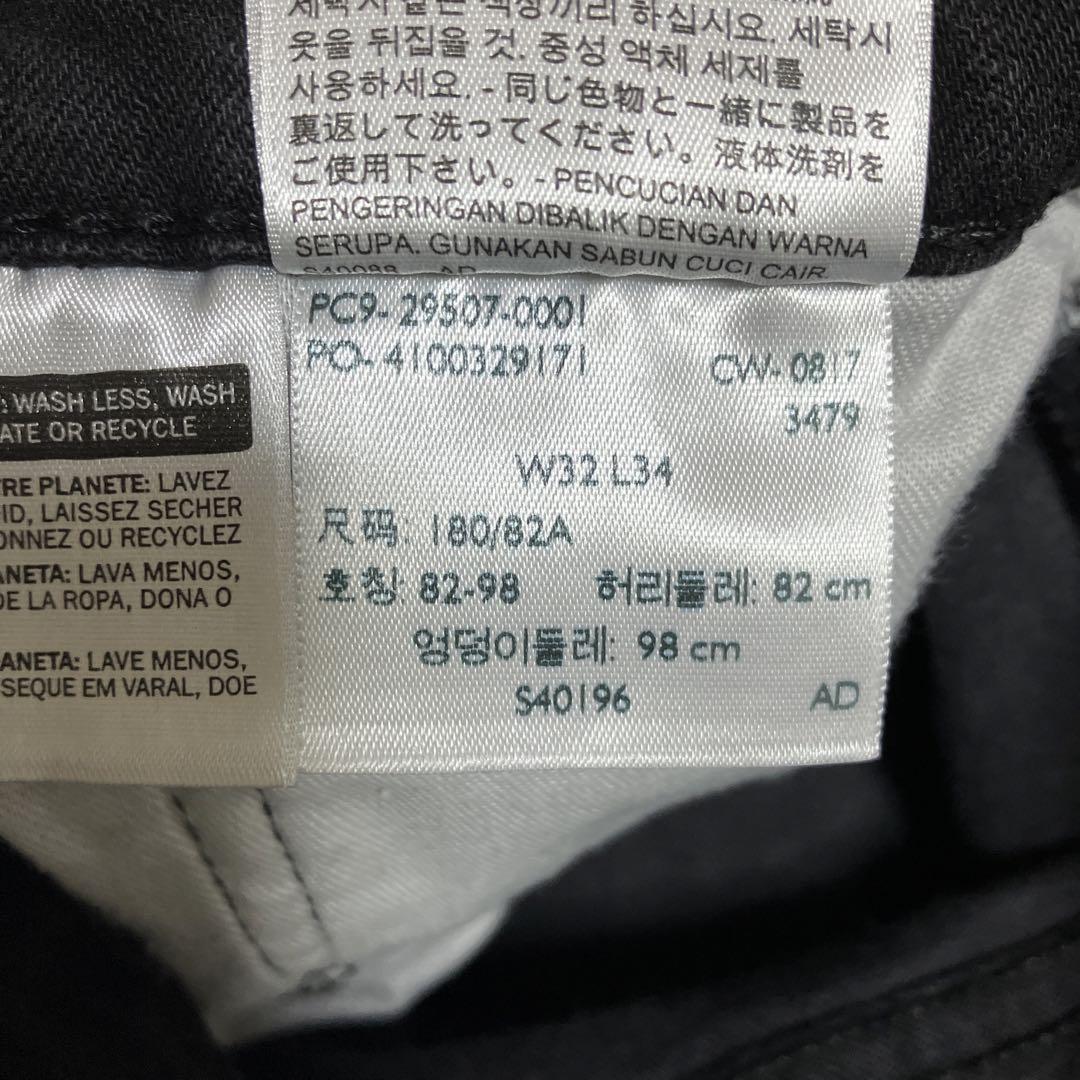 옷을 뒤집을 것. 중성 액체 세제를
사용하세요. - 同じ色物と一緒に製品を
裏返して洗ってください。液体洗剤を
ご使用下さい。- PENCUCIAN DAN
PENGERINGAN DIBALIK DENGAN WARNA
SERUPA. GUNAKAN SABUN CUCI CAIR
PC9-29507-0001
PO-4100329171
CW-0817
3479
W32 L34
尺码: 180/82A
호칭: 82-98 허리둘레: 82 cm
엉덩이둘레: 98 cm
S40196 AD
: WASH LESS, WASH
ATE OR RECYCLE
RE PLANETE: LAVEZ
ID, LAISSEZ SECHER
ONNEZ OU RECYCLEZ
ANETA: LAVA MENOS,
DE LA ROPA, DONA O
ANETA: LAVE MENOS,
SEQUE EM VARAL, DOE